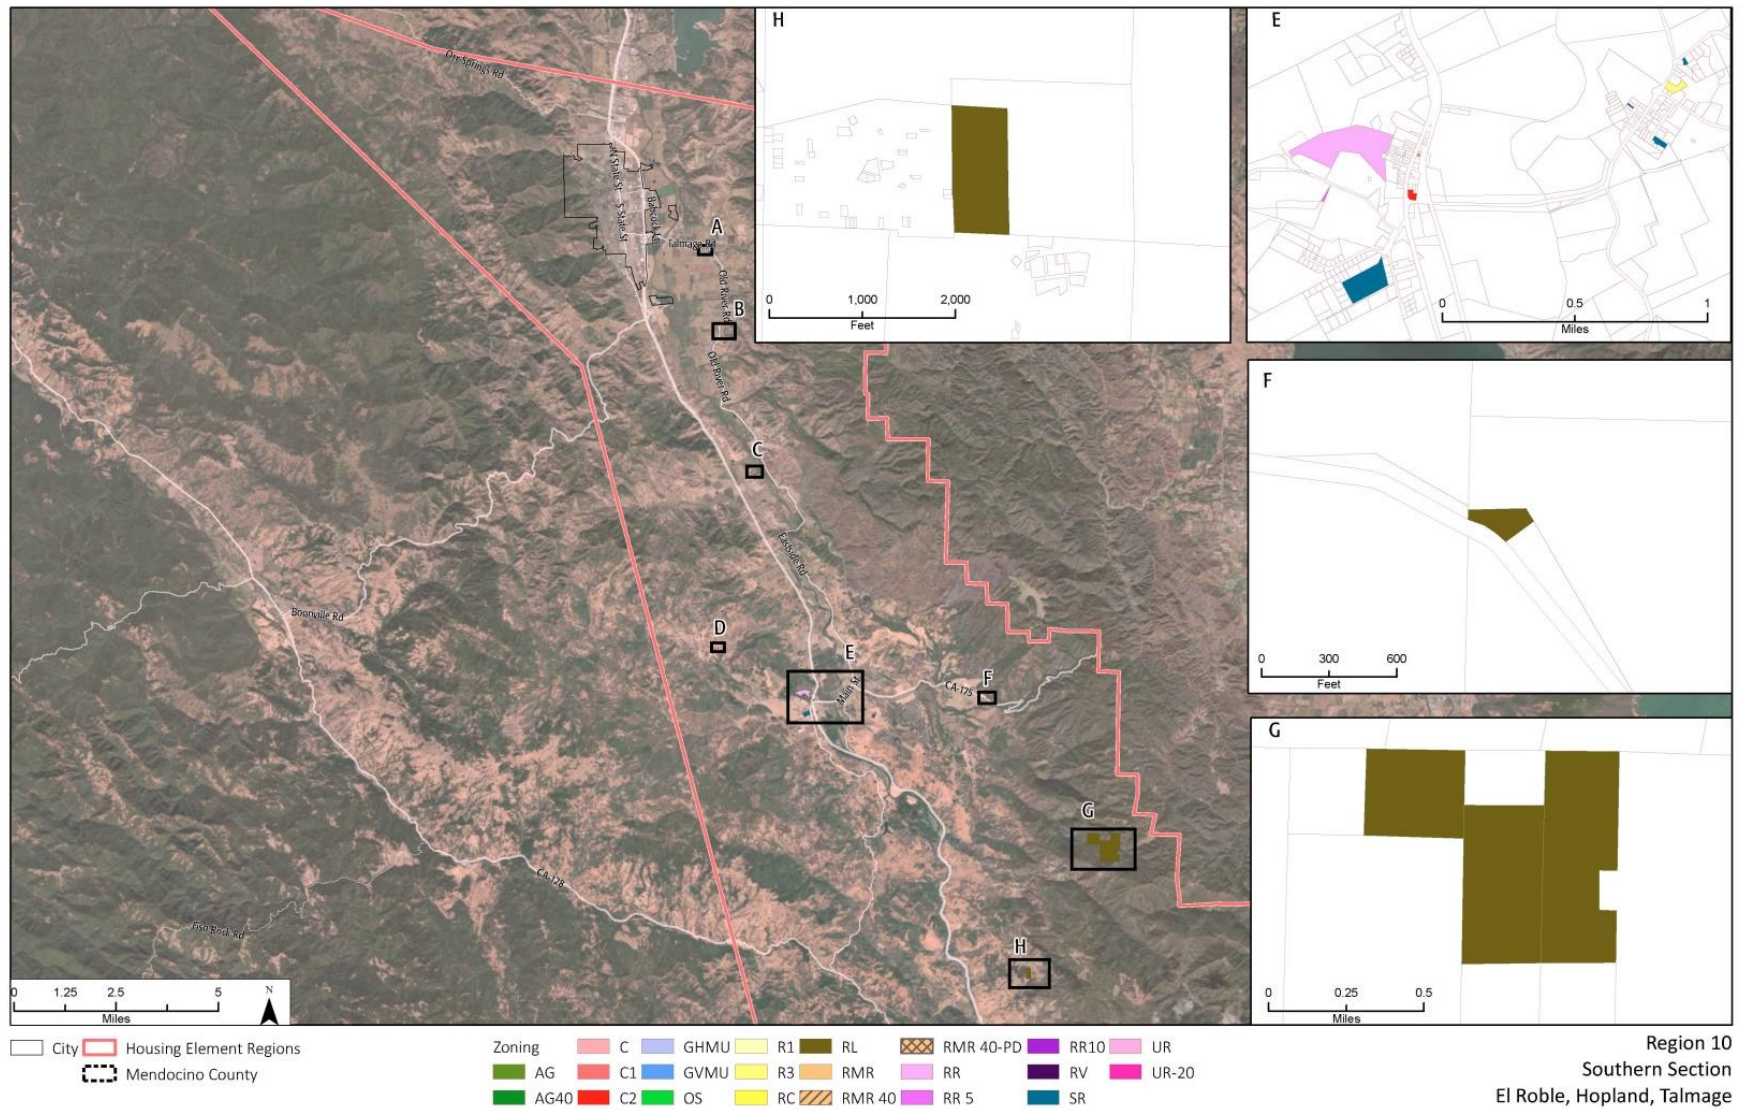 Orr Springs Rd
N State St
S State St
Babcock Ln
A
Talmage Rd
Old River Rd
B
Old River Rd
C
Eastside Rd
Boonville Rd
D
E
Main St
CA-175
F
G
CA-128
Fish Rock Rd
H
0 1.25 2.5 5
Miles
N
H
0 1,000 2,000
Feet
E
0 0.5 1
Miles
F
0 300 600
Feet
G
0 0.25 0.5
Miles
City
Housing Element Regions
Mendocino County
Zoning
AG
AG40
C
C1
C2
GHMU
GVMU
OS
R1
R3
RC
RL
RMR
RMR 40
RMR 40-PD
RR
RR 5
RR10
RV
SR
UR
UR-20
Region 10
Southern Section
El Roble, Hopland, Talmage